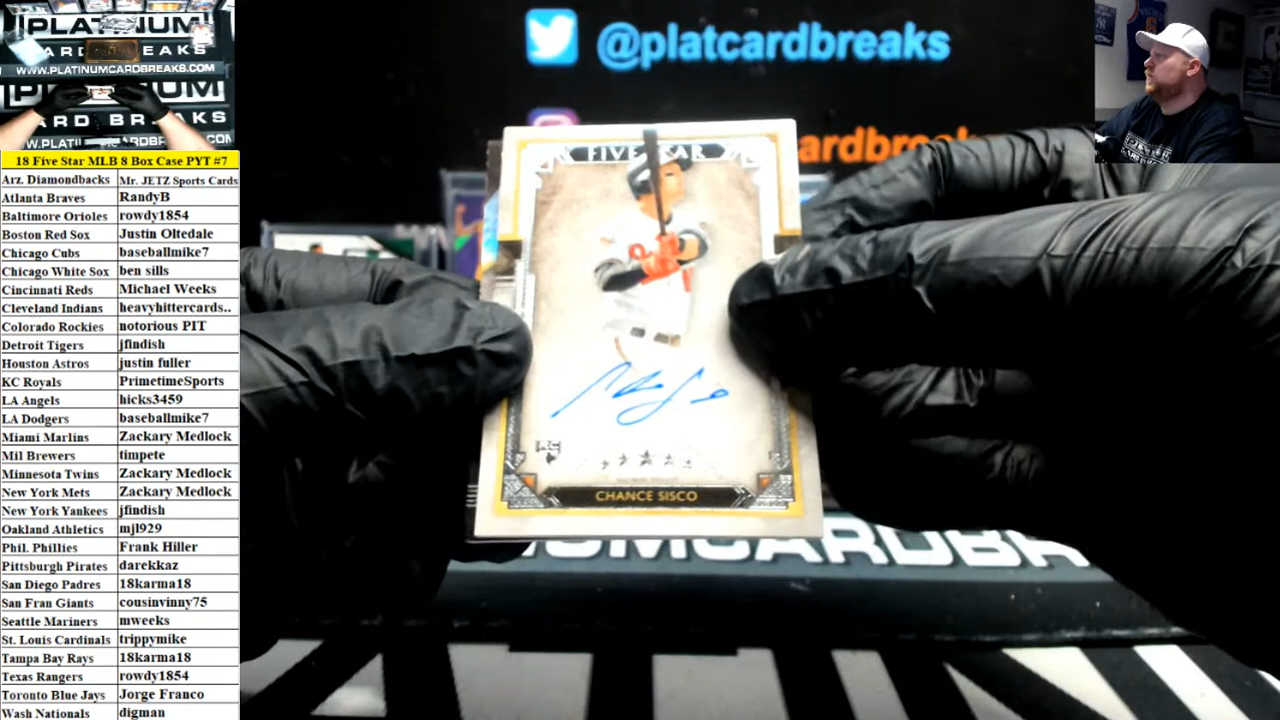 PLATINUM
WWW.PLATINUMCARDBREAKS.COM
18 Five Star MLB 8 Box Case PYT #7
Arz. Diamondbacks Mr. JETZ Sports Cards
Atlanta Braves RandyB
Baltimore Orioles rowdy1854
Boston Red Sox Justin Oltedale
Chicago Cubs baseballmike7
Chicago White Sox ben sills
Cincinnati Reds Michael Weeks
Cleveland Indians heavyhittercards..
Colorado Rockies notorious PIT
Detroit Tigers jfindish
Houston Astros justin fuller
KC Royals PrimetimeSports
LA Angels hicks3459
LA Dodgers baseballmike7
Miami Marlins Zackary Medlock
Mil Brewers timpete
Minnesota Twins Zackary Medlock
New York Mets Zackary Medlock
New York Yankees jfindish
Oakland Athletics mjl929
Phil. Phillies Frank Hiller
Pittsburgh Pirates darekkaz
San Diego Padres 18karma18
San Fran Giants cousinvinny75
Seattle Mariners mweeks
St. Louis Cardinals trippymike
Tampa Bay Rays 18karma18
Texas Rangers rowdy1854
Toronto Blue Jays Jorge Franco
Wash Nationals digman
@platcardbreaks
FIVE STAR
CHANCE SISCO